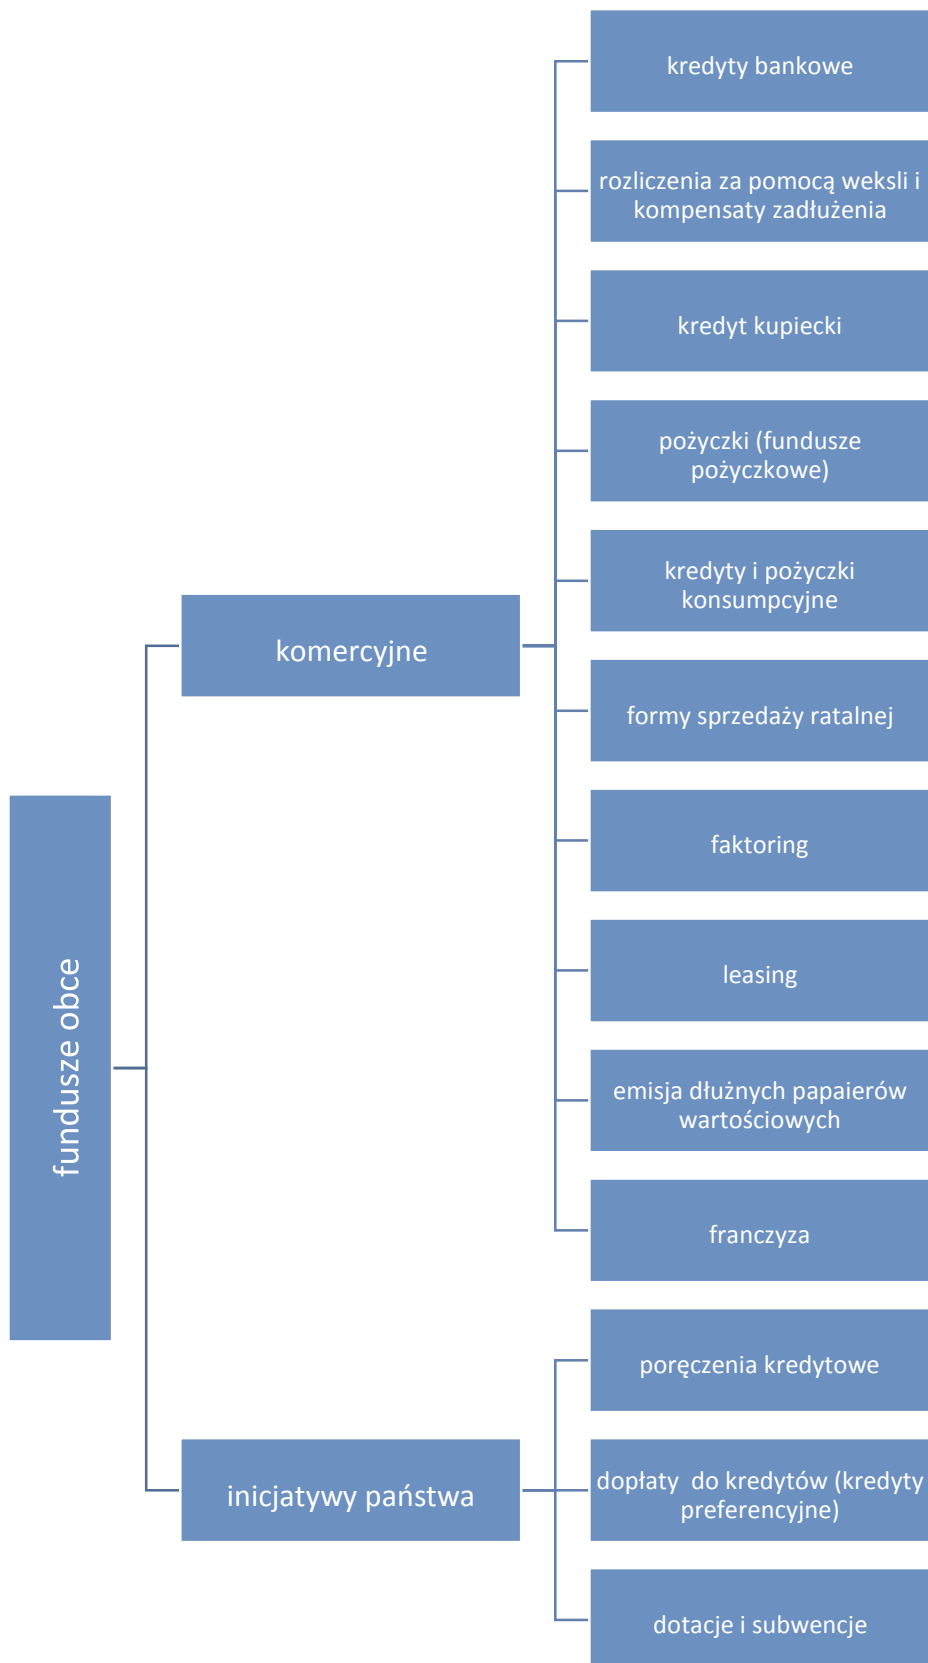 kredyty bankowe
rozliczenia za pomocą weksli i
kompensaty zadłużenia
kredyt kupiecki
pożyczki (fundusze
pożyczkowe)
kredyty i pożyczki
konsumpcyjne
komercyjne
formy sprzedaży ratalnej
faktoring
leasing
fundusze obce
emisja dłużnych papaierów
wartościowych
franczyza
poręczenia kredytowe
inicjatywy państwa
dopłaty  do kredytów (kredyty
preferencyjne)
dotacje i subwencje